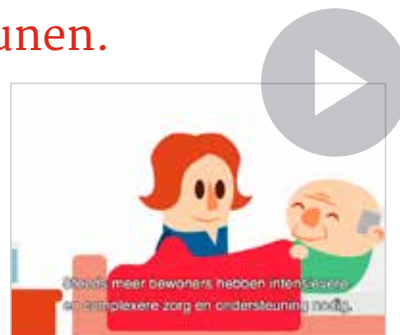 unen.
Steeds meer bewoners hebben intensievere
en complexere zorg en ondersteuning nodig.